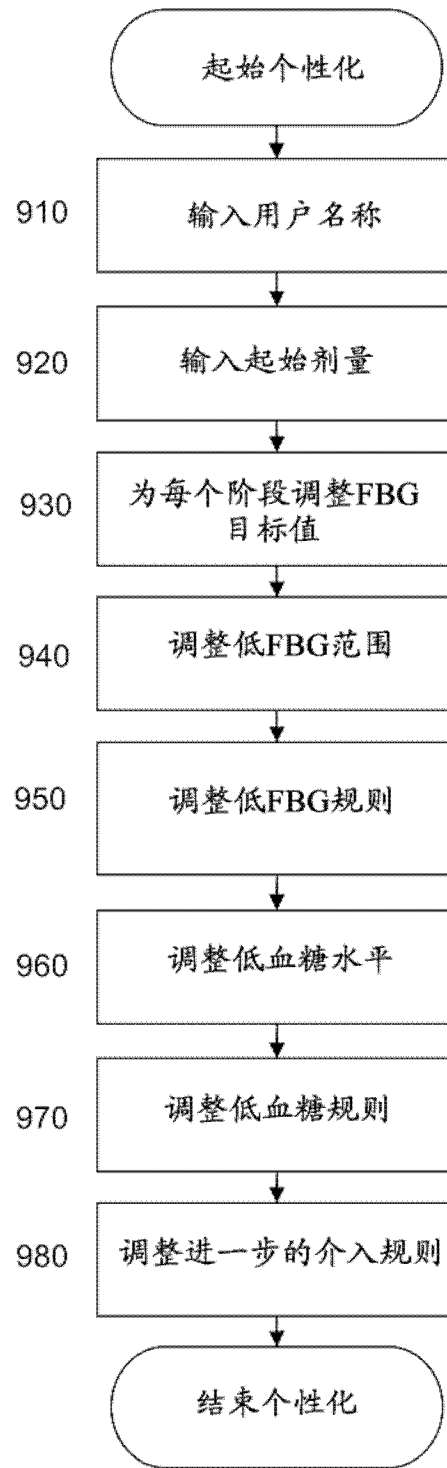 起始个性化
910
输入用户名称
920
输入起始剂量
930
为每个阶段调整FBG
目标值
940
调整低FBG范围
950
调整低FBG规则
960
调整低血糖水平
970
调整低血糖规则
980
调整进一步的介入规则
结束个性化